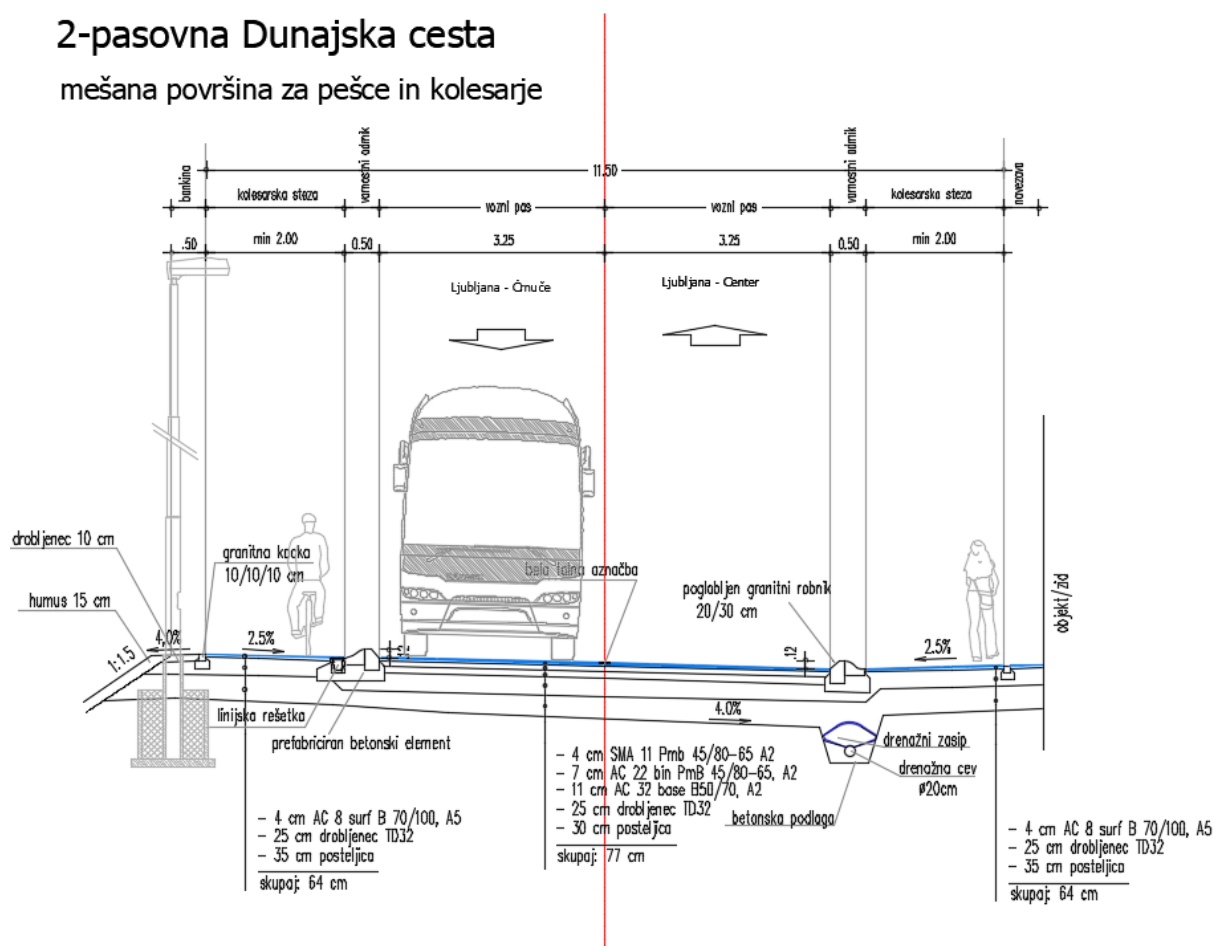 2-pasovna Dunajska cesta
mešana površina za pešce in kolesarje
11.50
bankina
kolesarska steza
varnostni odmik
vozni pas
vozni pas
varnostni odmik
kolesarska steza
navezava
.50
min 2.00
0.50
3.25
3.25
0.50
min 2.00
Ljubljana - Črnuče
Ljubljana - Center
drobljenec 10 cm
granitna kocka
10/10/10 cm
bela talna označba
poglobljen granitni robnik
20/30 cm
objekt/zid
humus 15 cm
1:1.5
4.0%
2.5%
.12
2.5%
linijska rešetka
prefabriciran betonski element
4.0%
drenažni zasip
drenažna cev
ø20cm
betonska podlaga
– 4 cm SMA 11 Pmb 45/80–65 A2
– 7 cm AC 22 bin PmB 45/80–65, A2
– 11 cm AC 32 base B50/70, A2
– 25 cm drobljenec TD32
– 30 cm posteljica
skupaj: 77 cm
– 4 cm AC 8 surf B 70/100, A5
– 25 cm drobljenec TD32
– 35 cm posteljica
skupaj: 64 cm
– 4 cm AC 8 surf B 70/100, A5
– 25 cm drobljenec TD32
– 35 cm posteljica
skupaj: 64 cm